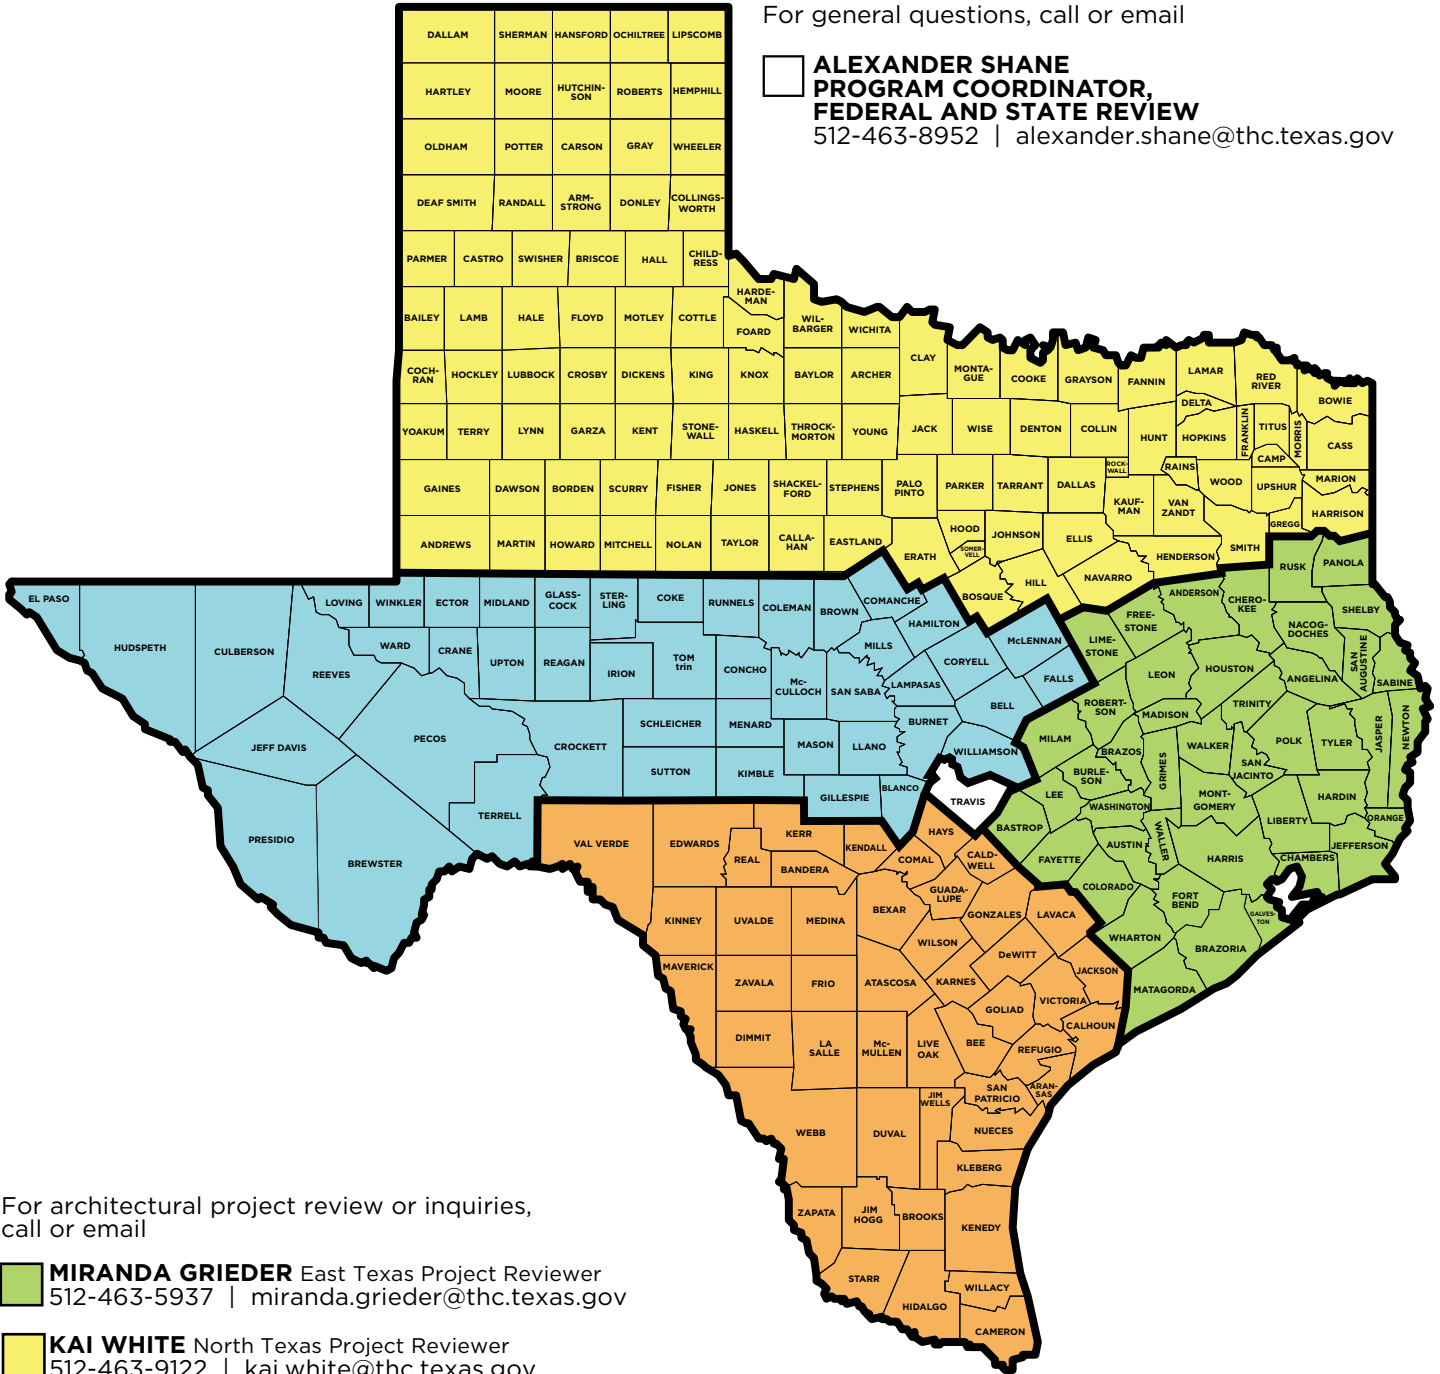 For general questions, call or email
ALEXANDER SHANE
PROGRAM COORDINATOR,
FEDERAL AND STATE REVIEW
512-463-8952 | alexander.shane@thc.texas.gov
DALLAM SHERMAN HANSFORD OCHILTREE LIPSCOMB
HARTLEY MOORE HUTCHIN-
SON ROBERTS HEMPHILL
OLDHAM POTTER CARSON GRAY WHEELER
DEAF SMITH RANDALL ARM-
STRONG DONLEY COLLINGS-
WORTH
PARMER CASTRO SWISHER BRISCOE HALL CHILD-
RESS
HARDE-
MAN
BAILEY LAMB HALE FLOYD MOTLEY COTTLE FOARD WIL-
BARGER WICHITA
CLAY
COCH-
RAN HOCKLEY LUBBOCK CROSBY DICKENS KING KNOX BAYLOR ARCHER MONTA-
GUE COOKE GRAYSON FANNIN LAMAR RED
RIVER
BOWIE
DELTA
YOAKUM TERRY LYNN GARZA KENT STONE-
WALL HASKELL THROCK-
MORTON YOUNG JACK WISE DENTON COLLIN HUNT HOPKINS FRANKLIN TITUS MORRIS CASS
CAMP
ROCK-
WALL RAINS
GAINES DAWSON BORDEN SCURRY FISHER JONES SHACKEL-
FORD STEPHENS PALO
PINTO PARKER TARRANT DALLAS WOOD UPSHUR MARION
KAUF-
MAN VAN
ZANDT HARRISON
GREGG
ANDREWS MARTIN HOWARD MITCHELL NOLAN TAYLOR CALLA-
HAN EASTLAND ERATH HOOD SOMER-
VELL JOHNSON ELLIS HENDERSON SMITH
BOSQUE HILL NAVARRO
RUSK PANOLA
EL PASO HUDSPETH CULBERSON LOVING WINKLER ECTOR MIDLAND GLASS-
COCK STER-
LING COKE RUNNELS COLEMAN BROWN COMANCHE
HAMILTON
ANDERSON CHERO-
KEE SHELBY
FREE-
STONE NACOG-
DOCHES
REEVES WARD CRANE UPTON REAGAN IRION TOM
trin CONCHO Mc-
CULLOCH SAN SABA MILLS LAMPASAS CORYELL McLENNAN
LIME-
STONE SAN
AUGUSTINE
FALLS LEON HOUSTON ANGELINA SABINE
BELL
JEFF DAVIS PECOS CROCKETT SCHLEICHER MENARD MASON LLANO BURNET WILLIAMSON
ROBERT-
SON MADISON TRINITY
MILAM BRAZOS GRIMES WALKER SAN
JACINTO POLK TYLER JASPER NEWTON
SUTTON KIMBLE GILLESPIE BLANCO TRAVIS
BURLE-
SON
LEE WASHINGTON MONT-
GOMERY LIBERTY HARDIN ORANGE
PRESIDIO BREWSTER TERRELL
BASTROP AUSTIN WALLER HARRIS JEFFERSON
CHAMBERS
FAYETTE
VAL VERDE EDWARDS REAL KERR KENDALL
BANDERA COMAL HAYS CALD-
WELL
COLORADO FORT
BEND GALVES-
TON
GUADA-
LUPE
KINNEY UVALDE MEDINA BEXAR GONZALES LAVACA
WILSON WHARTON BRAZORIA
DeWITT
MAVERICK ZAVALA FRIO ATASCOSA KARNES JACKSON
VICTORIA MATAGORDA
GOLIAD CALHOUN
DIMMIT LA
SALLE Mc-
MULLEN LIVE
OAK BEE REFUGIO
ARAN-
SAS
SAN
PATRICIO
JIM
WELLS
WEBB DUVAL NUECES
KLEBERG
ZAPATA JIM
HOGG BROOKS KENEDY
STARR WILLACY
HIDALGO
CAMERON
For architectural project review or inquiries,
call or email
MIRANDA GRIEDER East Texas Project Reviewer
512-463-5937 | miranda.grieder@thc.texas.gov
KAI WHITE North Texas Project Reviewer
512-463-9122 | kai.white@thc.texas.gov